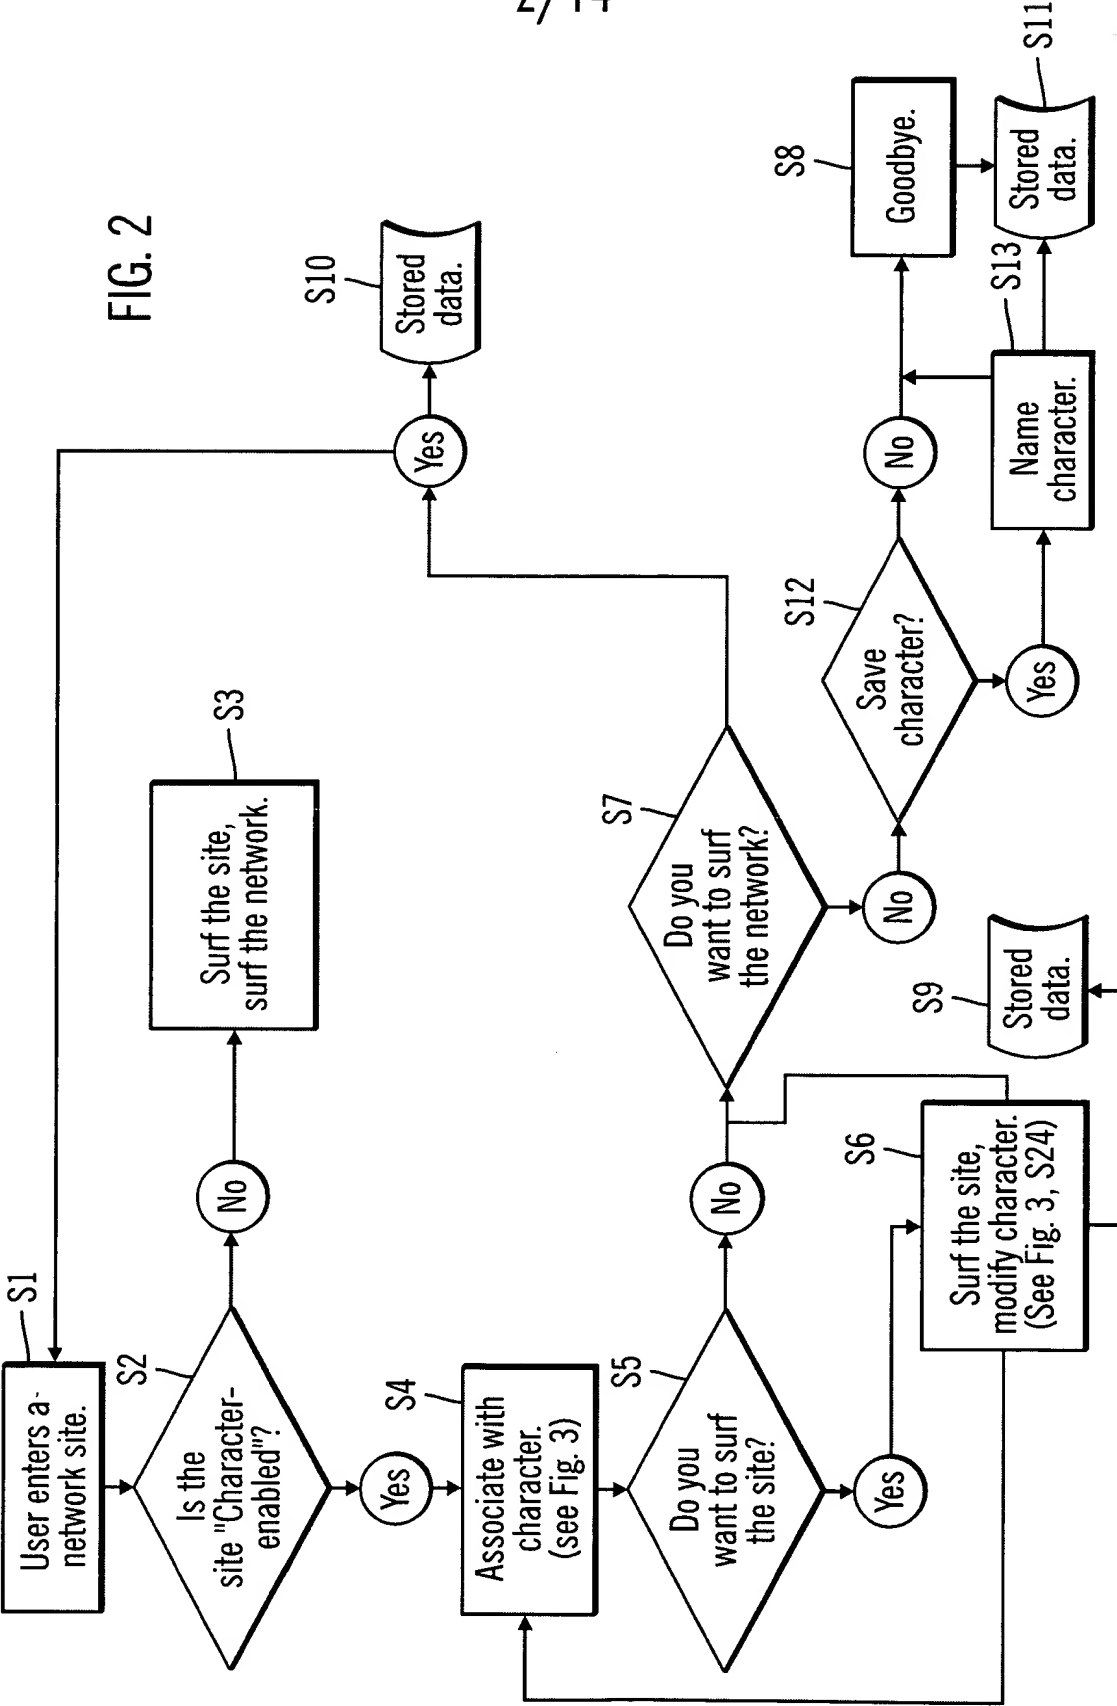 2/14
FIG. 2
S1
User enters a-
network site.
S2
Is the
site "Character-
enabled"?
No
Surf the site,
surf the network.
S3
Yes
S4
Associate with
character.
(see Fig. 3)
S5
Do you
want to surf
the site?
No
Yes
S6
Surf the site,
modify character.
(See Fig. 3, S24)
S7
Do you
want to surf
the network?
Yes
S10
Stored
data.
No
S9
Stored
data.
S12
Save
character?
No
Yes
S13
Name
character.
S8
Goodbye.
S11
Stored
data.